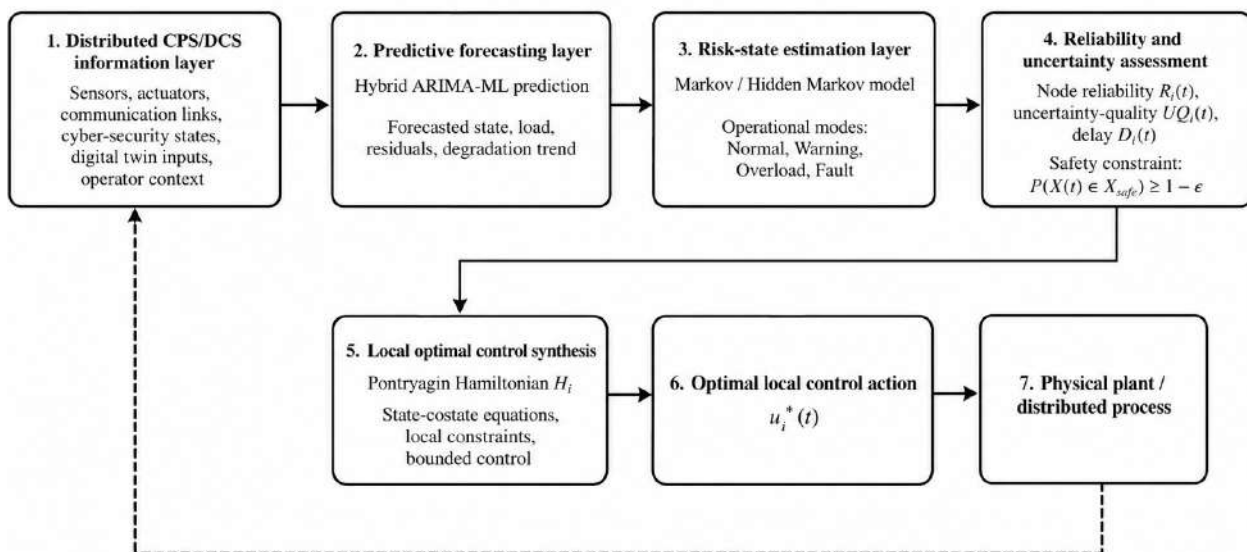 1. Distributed CPS/DCS
information layer
Sensors, actuators,
communication links,
cyber-security states,
digital twin inputs,
operator context
2. Predictive forecasting layer
Hybrid ARIMA-ML prediction
Forecasted state, load,
residuals, degradation trend
3. Risk-state estimation layer
Markov / Hidden Markov model
Operational modes:
Normal, Warning,
Overload, Fault
4. Reliability and
uncertainty assessment
Node reliability R_i(t),
uncertainty-quality UQ_i(t),
delay D_i(t)
Safety constraint:
P(X(t) ∈ X_safe) ≥ 1 − ϵ
5. Local optimal control synthesis
Pontryagin Hamiltonian H_i
State-costate equations,
local constraints,
bounded control
6. Optimal local control action
u_i*(t)
7. Physical plant /
distributed process